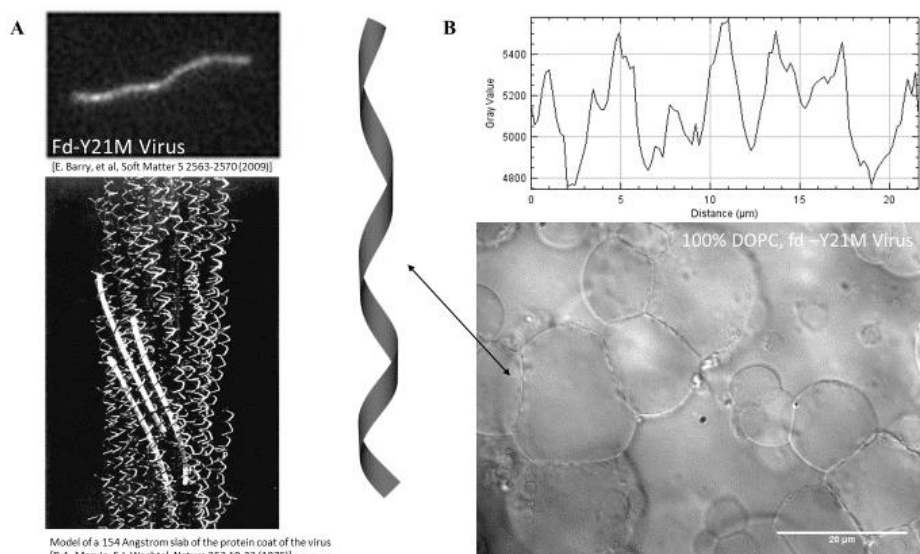 A
Fd-Y21M Virus
[E. Barry, et al, Soft Matter 5 2563-2570 (2009)]
Model of a 154 Angstrom slab of the protein coat of the virus
B
5400
5200
5000
4800
Gray Value
0
5
10
15
20
Distance (µm)
100% DOPC, fd –Y21M Virus
20 µm